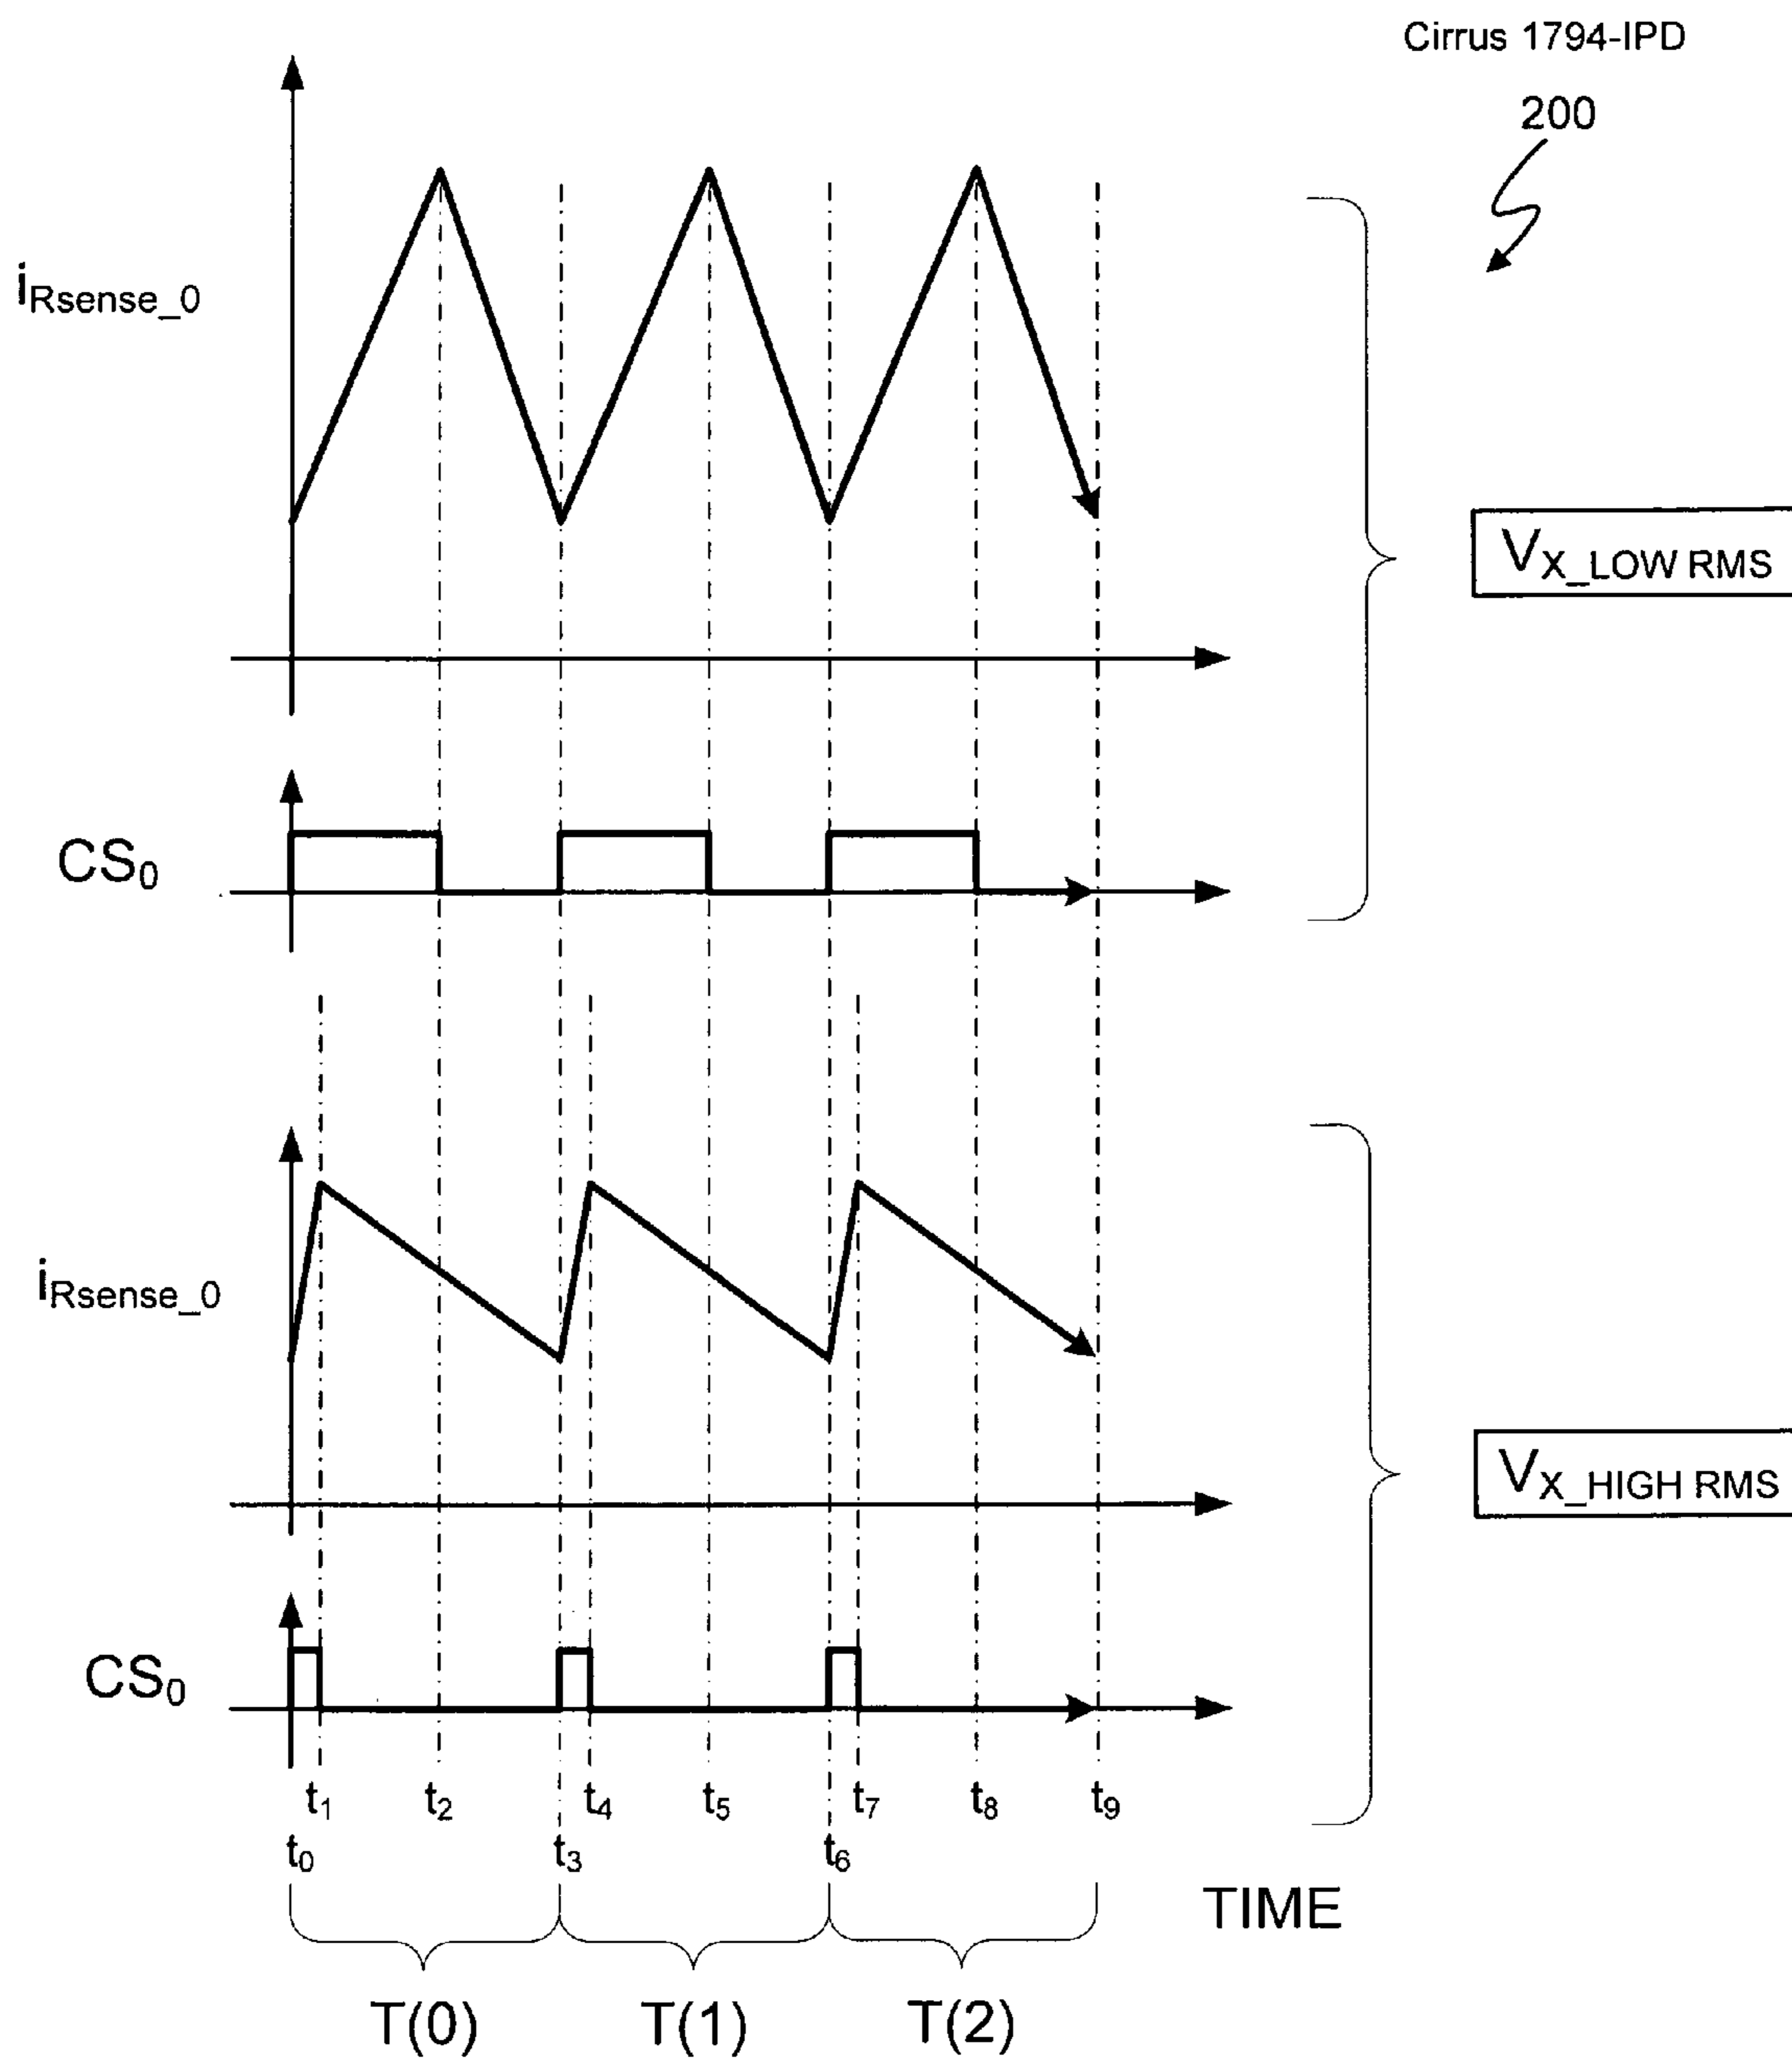 Cirrus 1794-IPD
200
iRsense_0
VX_LOW RMS
CS0
iRsense_0
VX_HIGH RMS
CS0
t1 t2 t4 t5 t7 t8 t9
t0 t3 t6
TIME
T(0) T(1) T(2)